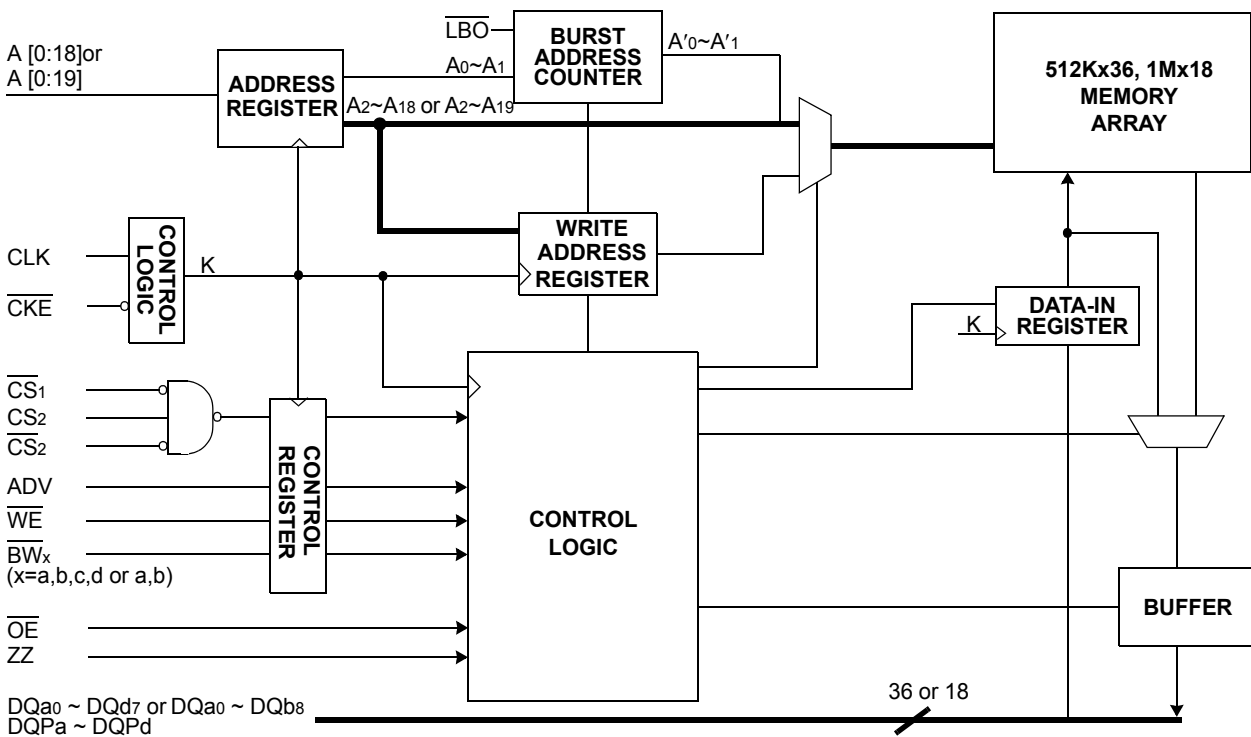 LBO
BURST
ADDRESS
COUNTER
A′0~A′1
A [0:18]or
A [0:19]
ADDRESS
REGISTER
A0~A1
A2~A18 or A2~A19
512Kx36, 1Mx18
MEMORY
ARRAY
WRITE
ADDRESS
REGISTER
CLK
CKE
CONTROL
LOGIC
K
K
DATA-IN
REGISTER
CS1
CS2
CS2
ADV
WE
BWx
(x=a,b,c,d or a,b)
CONTROL
REGISTER
CONTROL
LOGIC
BUFFER
OE
ZZ
DQa0 ~ DQd7 or DQa0 ~ DQb8
DQPa ~ DQPd
36 or 18